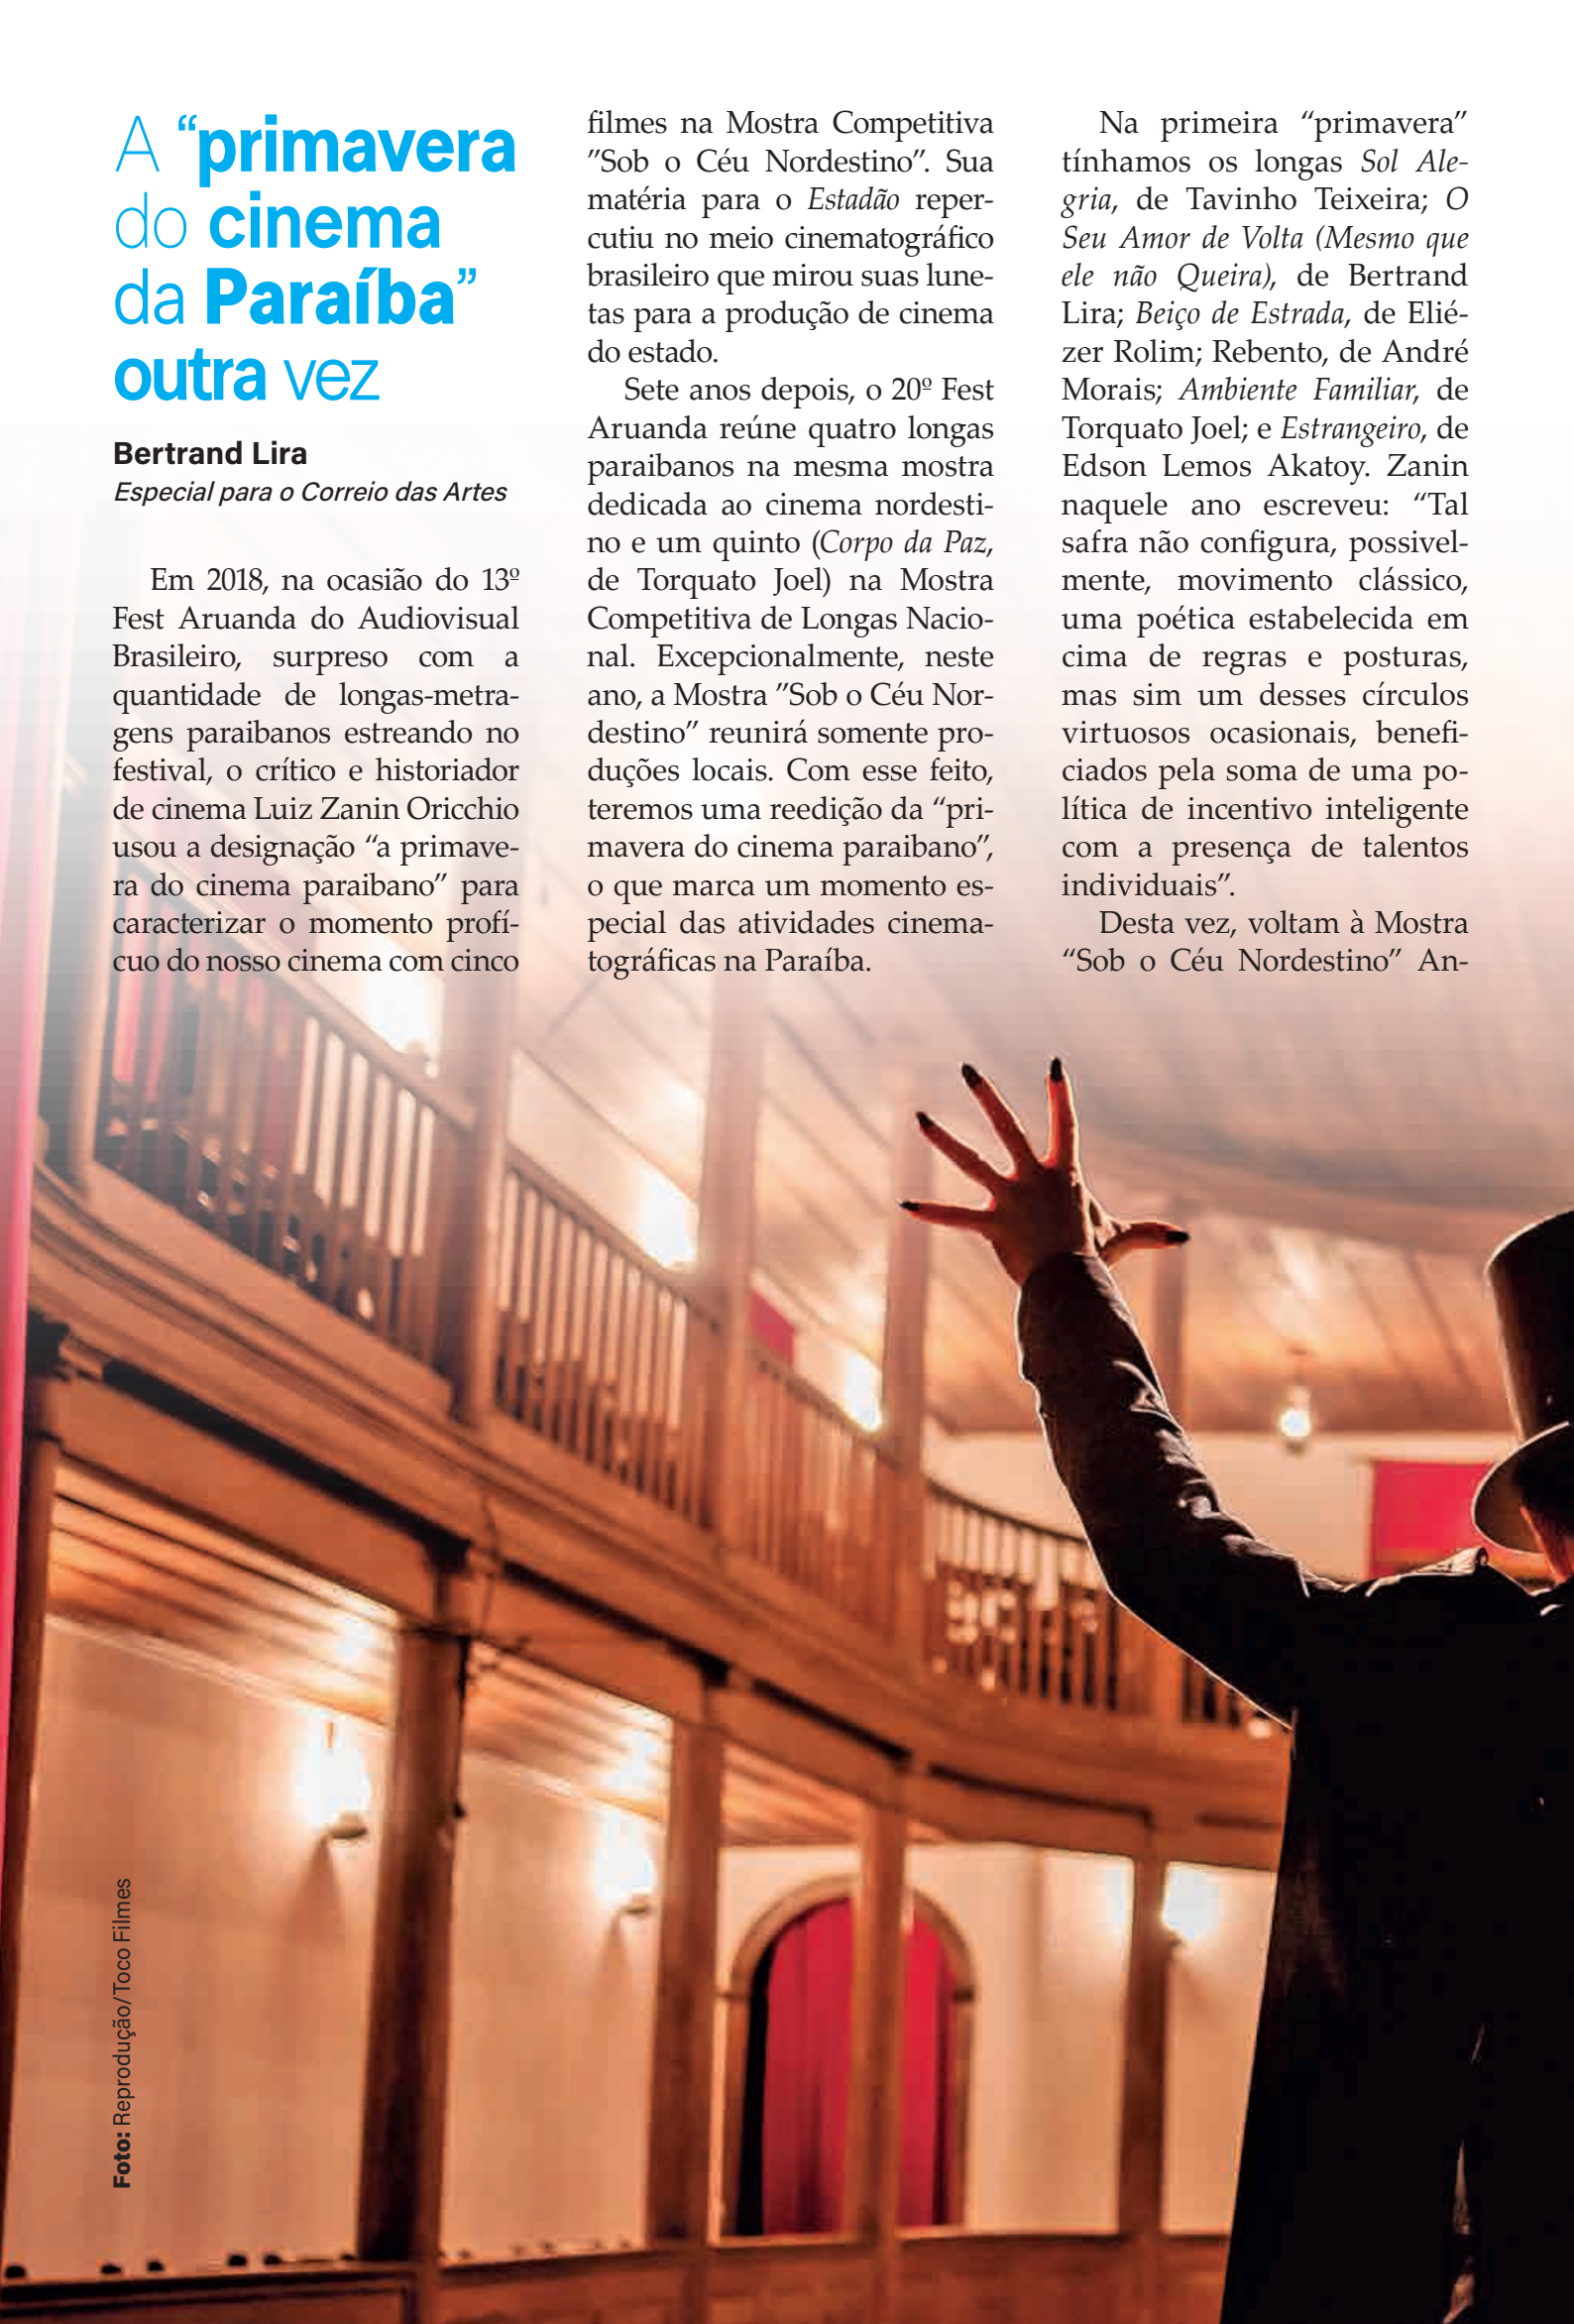 A “primavera
do cinema
da Paraíba”
outra vez
Bertrand Lira
Especial para o Correio das Artes
Em 2018, na ocasião do 13º
Fest Aruanda do Audiovisual
Brasileiro, surpreso com a
quantidade de longas-metra-
gens paraibanos estreando no
festival, o crítico e historiador
de cinema Luiz Zanin Oricchio
usou a designação “a primave-
ra do cinema paraibano” para
caracterizar o momento profí-
cuo do nosso cinema com cinco
filmes na Mostra Competitiva
”Sob o Céu Nordestino”. Sua
matéria para o Estadão reper-
cutiu no meio cinematográfico
brasileiro que mirou suas lune-
tas para a produção de cinema
do estado.
Sete anos depois, o 20º Fest
Aruanda reúne quatro longas
paraibanos na mesma mostra
dedicada ao cinema nordesti-
no e um quinto (Corpo da Paz,
de Torquato Joel) na Mostra
Competitiva de Longas Nacio-
nal. Excepcionalmente, neste
ano, a Mostra ”Sob o Céu Nor-
destino” reunirá somente pro-
duções locais. Com esse feito,
teremos uma reedição da “pri-
mavera do cinema paraibano”,
o que marca um momento es-
pecial das atividades cinema-
tográficas na Paraíba.
Na primeira “primavera”
tínhamos os longas Sol Ale-
gria, de Tavinho Teixeira; O
Seu Amor de Volta (Mesmo que
ele não Queira), de Bertrand
Lira; Beiço de Estrada, de Elié-
zer Rolim; Rebento, de André
Morais; Ambiente Familiar, de
Torquato Joel; e Estrangeiro, de
Edson Lemos Akatoy. Zanin
naquele ano escreveu: “Tal
safra não configura, possivel-
mente, movimento clássico,
uma poética estabelecida em
cima de regras e posturas,
mas sim um desses círculos
virtuosos ocasionais, benefi-
ciados pela soma de uma po-
lítica de incentivo inteligente
com a presença de talentos
individuais”.
Desta vez, voltam à Mostra
“Sob o Céu Nordestino” An-
Foto: Reprodução/Toco Filmes